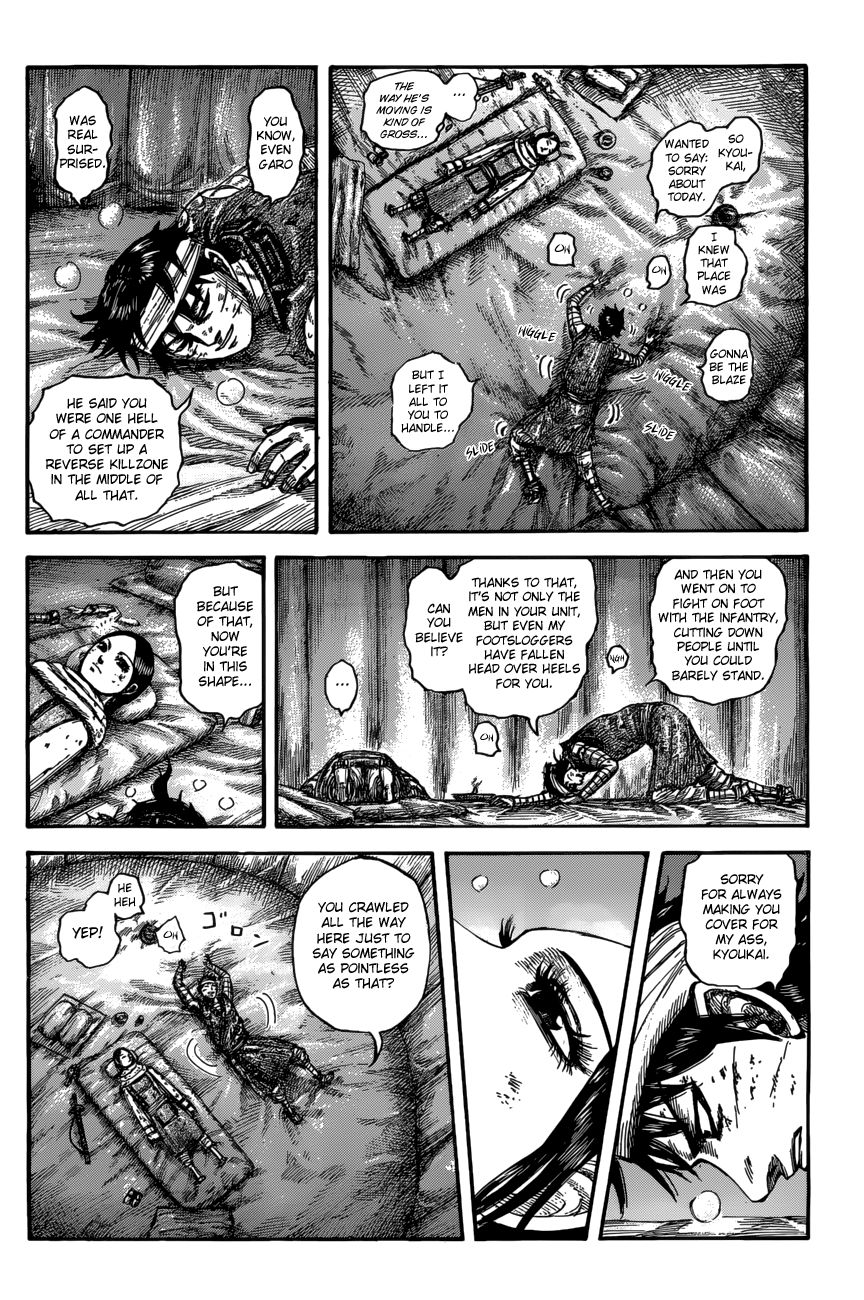 SO
KYOU-
KAI,
WANTED
TO SAY:
SORRY
ABOUT
TODAY.
I
KNEW
THAT
PLACE
WAS
GONNA
BE THE
BLAZE
...
THE
WAY HE'S
MOVING IS
KIND OF
GROSS...
OH
OH
WIGGLE
WIGGLE
SLIDE
SLIDE
BUT I
LEFT IT
ALL TO
YOU TO
HANDLE...
YOU
KNOW,
EVEN
GARO
WAS
REAL
SUR-
PRISED.
HE SAID YOU
WERE ONE HELL
OF A COMMANDER
TO SET UP A
REVERSE KILLZONE
IN THE MIDDLE OF
ALL THAT.
AND THEN YOU
WENT ON TO
FIGHT ON FOOT
WITH THE INFANTRY,
CUTTING DOWN
PEOPLE UNTIL
YOU COULD
BARELY STAND.
NGH
THANKS TO THAT,
IT'S NOT ONLY THE
MEN IN YOUR UNIT,
BUT EVEN MY
FOOTSLOGGERS
HAVE FALLEN
HEAD OVER HEELS
FOR YOU.
OH
CAN
YOU
BELIEVE
IT?
...
BUT
BECAUSE
OF THAT,
NOW
YOU'RE
IN THIS
SHAPE...
SORRY
FOR ALWAYS
MAKING YOU
COVER FOR
MY ASS,
KYOUKAI.
YOU CRAWLED
ALL THE WAY
HERE JUST TO
SAY SOMETHING
AS POINTLESS
AS THAT?
ゴロン
OH
HE
HEH
YEP!